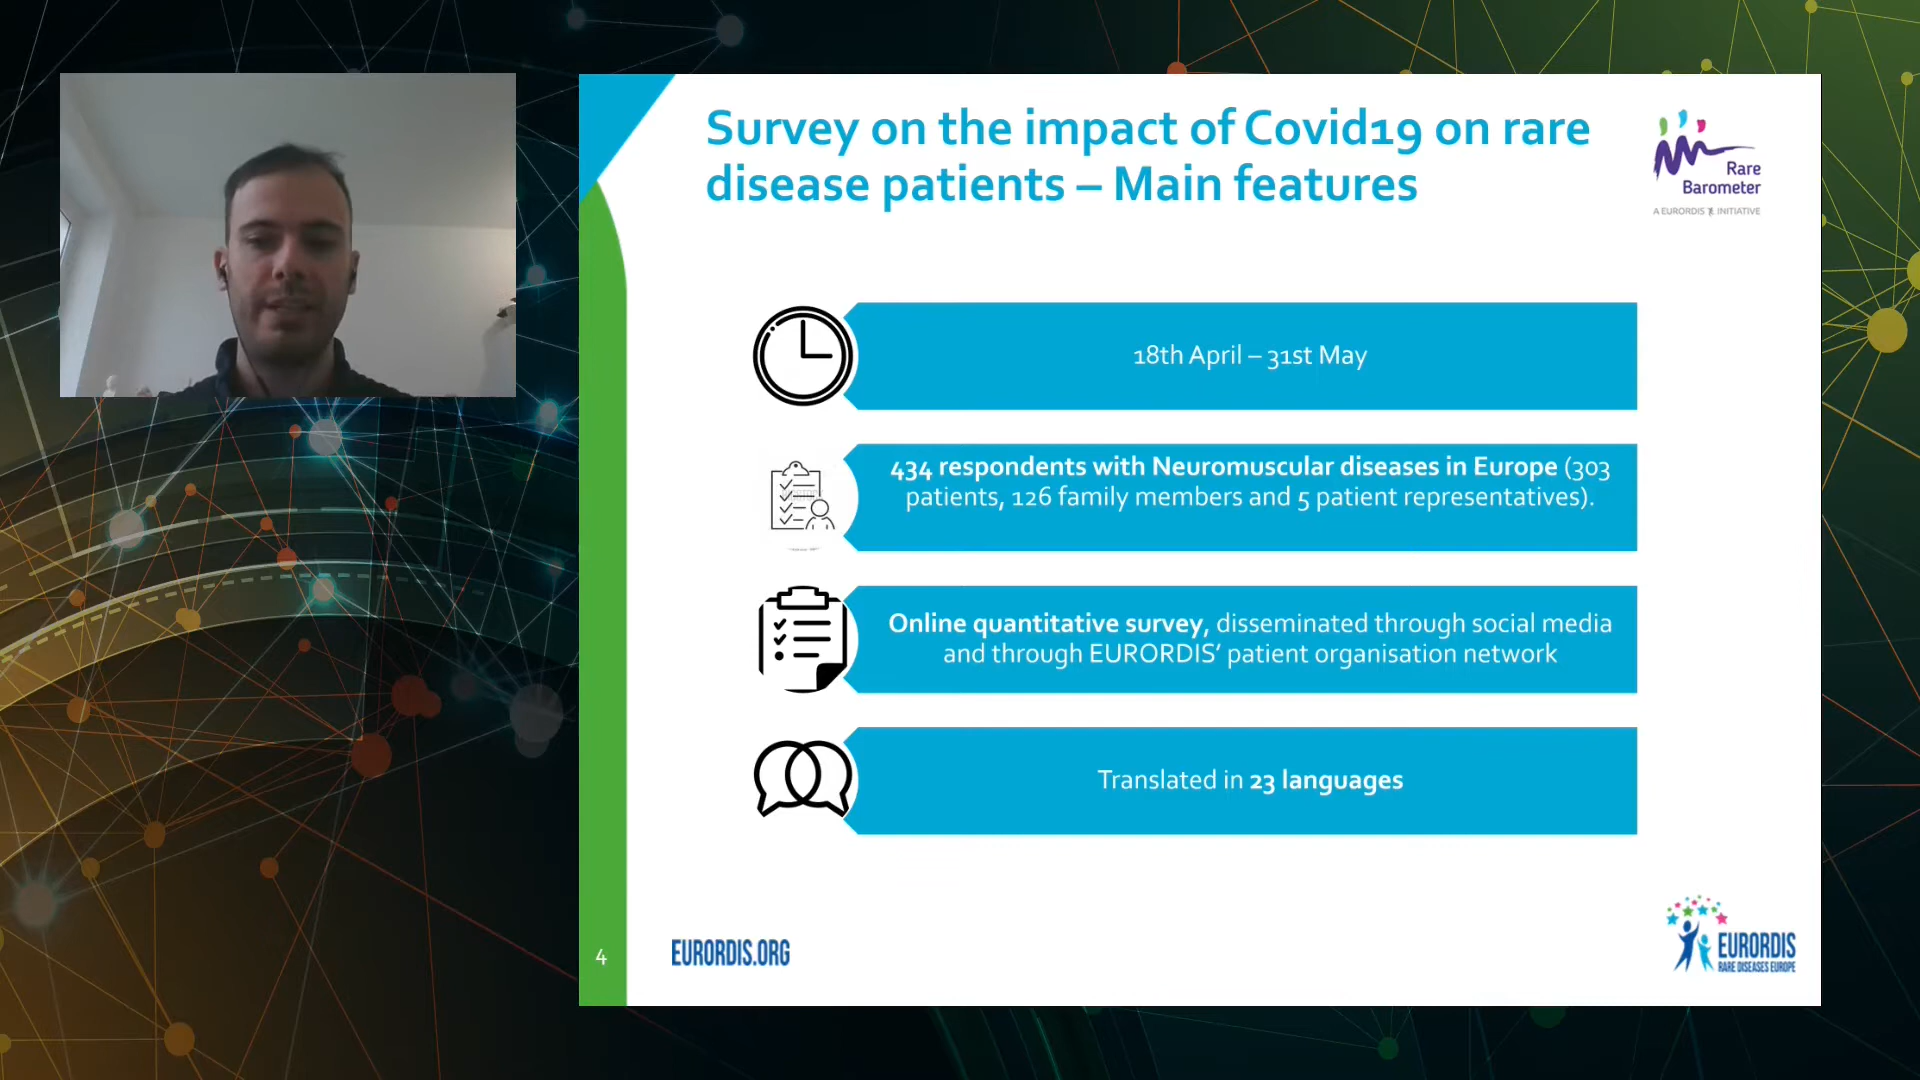 Survey on the impact of Covid19 on rare
disease patients – Main features
Rare
Barometer
A EURORDIS INITIATIVE
18th April – 31st May
434 respondents with Neuromuscular diseases in Europe (303
patients, 126 family members and 5 patient representatives).
Online quantitative survey, disseminated through social media
and through EURORDIS’ patient organisation network
Translated in 23 languages
4
EURORDIS.ORG
EURORDIS
RARE DISEASES EUROPE